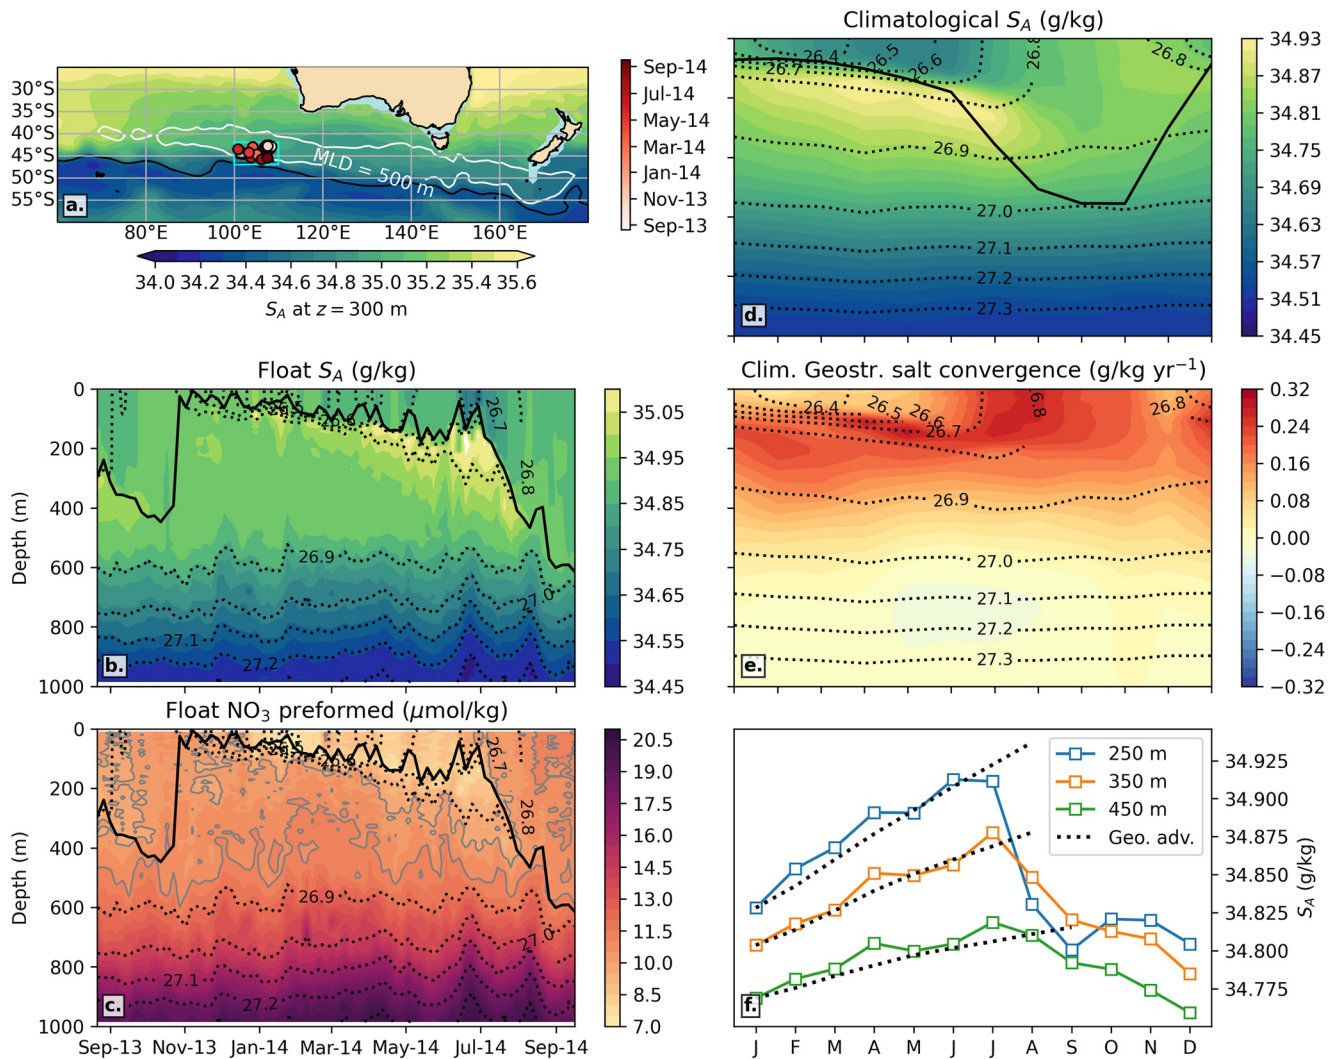 30°S
35°S
40°S
45°S
50°S
55°S
MLD = 500 m
a.
80°E 100°E 120°E 140°E 160°E
34.0 34.2 34.4 34.6 34.8 35.0 35.2 35.4 35.6
S_A at z = 300 m
Sep-14
Jul-14
May-14
Mar-14
Jan-14
Nov-13
Sep-13
Climatological S_A (g/kg)
26.4 26.5 26.6 26.7 26.8 26.8
26.9
27.0
27.1
27.2
27.3
d.
34.93
34.87
34.81
34.75
34.69
34.63
34.57
34.51
34.45
Float S_A (g/kg)
Depth (m)
0
200
400
600
800
1000
26.7
26.8
26.9
27.0
27.1
27.2
b.
35.05
34.95
34.85
34.75
34.65
34.55
34.45
Clim. Geostr. salt convergence (g/kg yr⁻¹)
26.4 26.5 26.6 26.7 26.8
26.9
27.0
27.1
27.2
27.3
e.
0.32
0.24
0.16
0.08
0.00
−0.08
−0.16
−0.24
−0.32
Float NO₃ preformed (μmol/kg)
Depth (m)
0
200
400
600
800
1000
26.7
26.8
26.9
27.0
27.1
27.2
c.
Sep-13 Nov-13 Jan-14 Mar-14 May-14 Jul-14 Sep-14
20.5
19.0
17.5
16.0
14.5
13.0
11.5
10.0
8.5
7.0
250 m
350 m
450 m
Geo. adv.
f.
J F M A M J J A S O N D
34.925
34.900
34.875
34.850
34.825
34.800
34.775
S_A (g/kg)